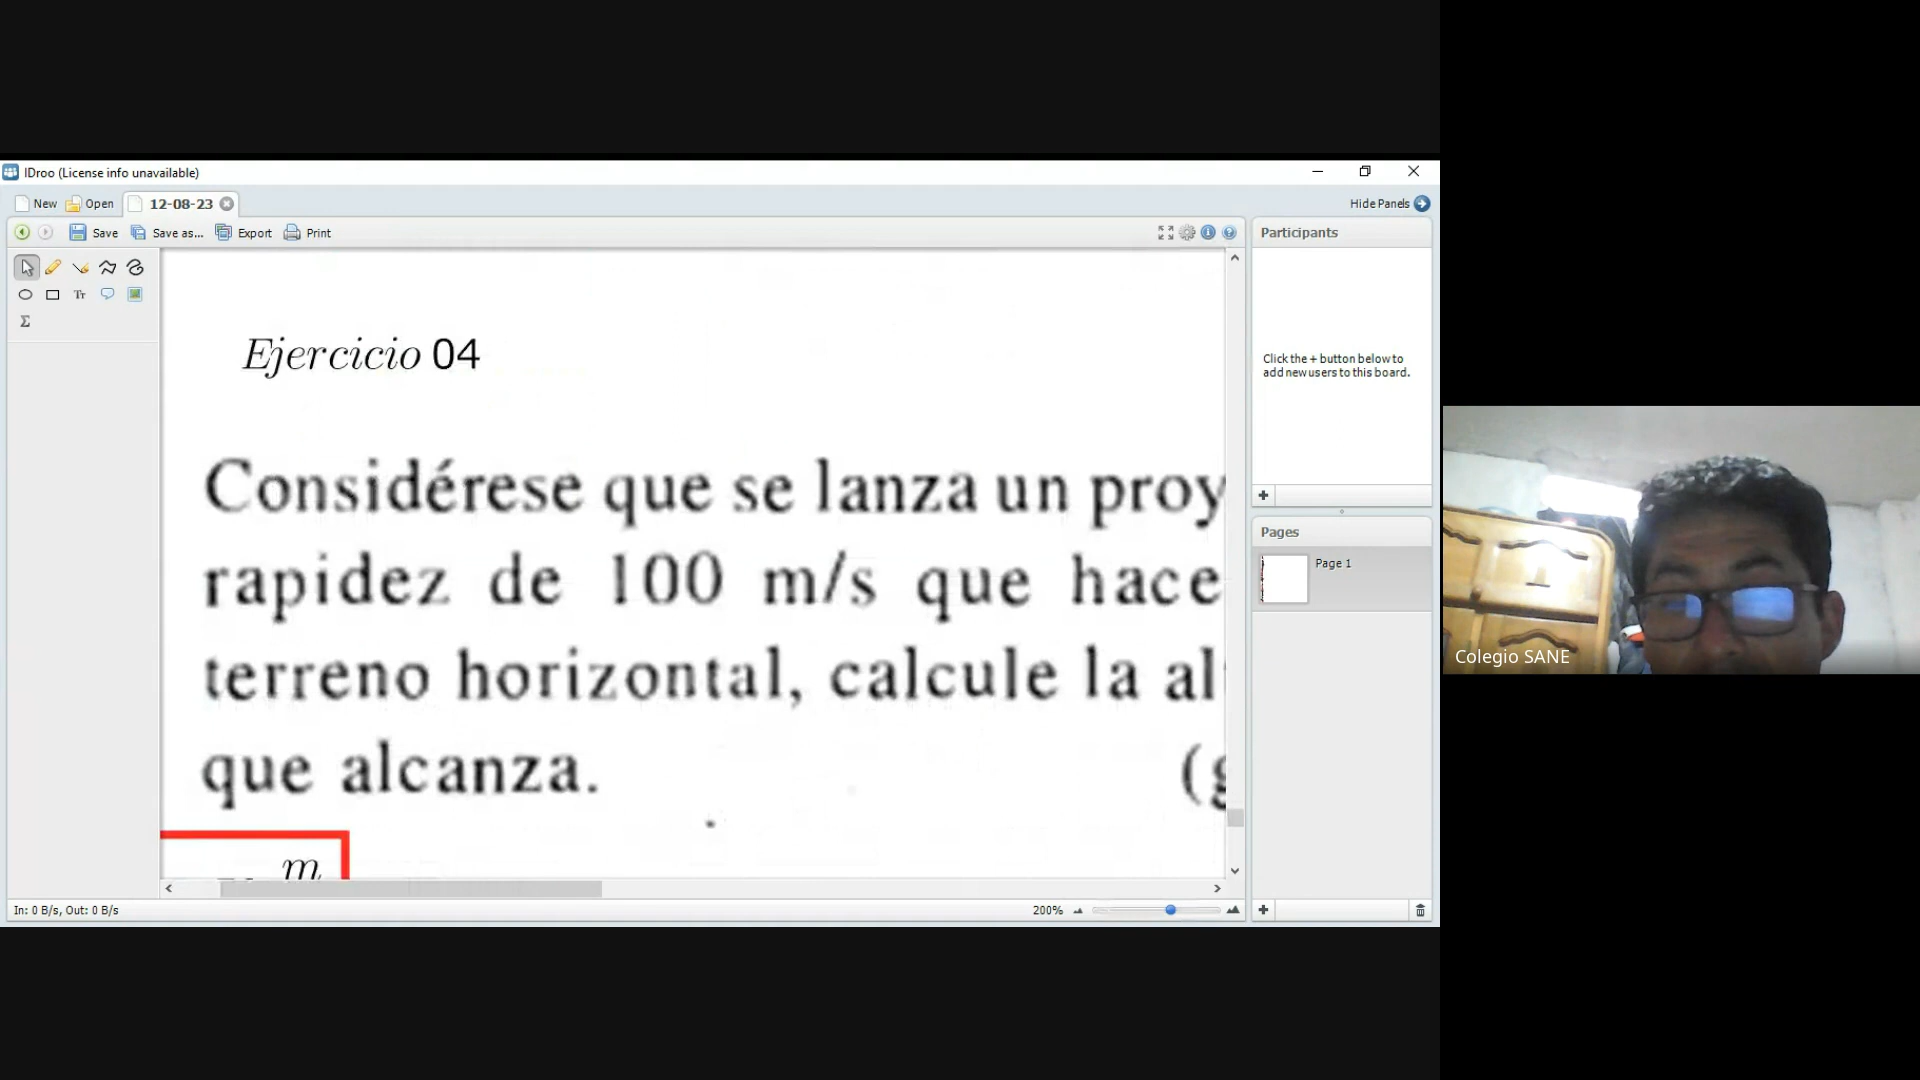 IDroo (License info unavailable)
New Open 12-08-23 Hide Panels
Save Save as... Export Print
Participants
Click the + button below to
add new users to this board.
Pages
Page 1
Ejercicio 04
Considérese que se lanza un proy
rapidez de 100 m/s que hace
terreno horizontal, calcule la al
que alcanza. (g
m
In: 0 B/s, Out: 0 B/s 200%
Colegio SANE